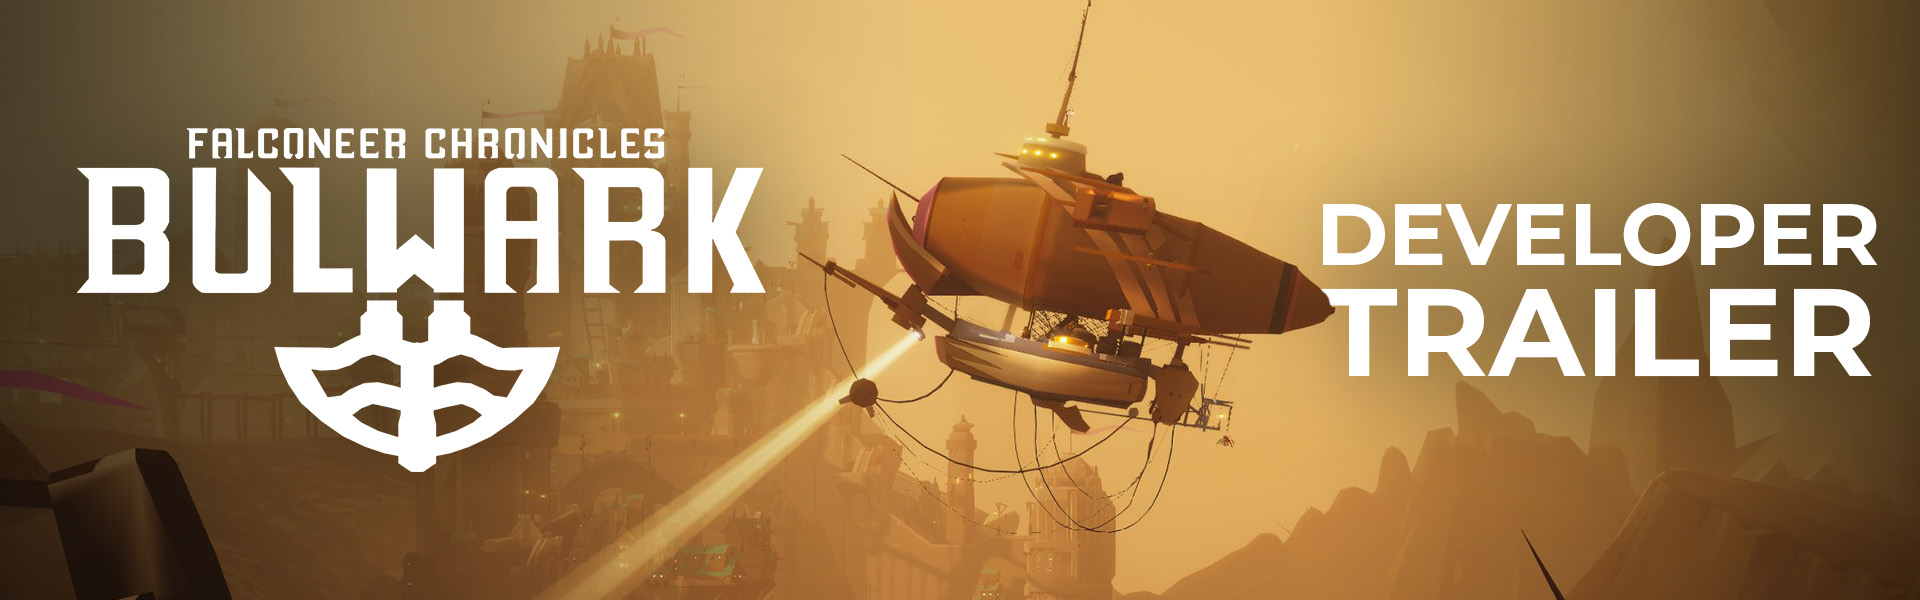 FALCONEER CHRONICLES
BULWARK
DEVELOPER
TRAILER